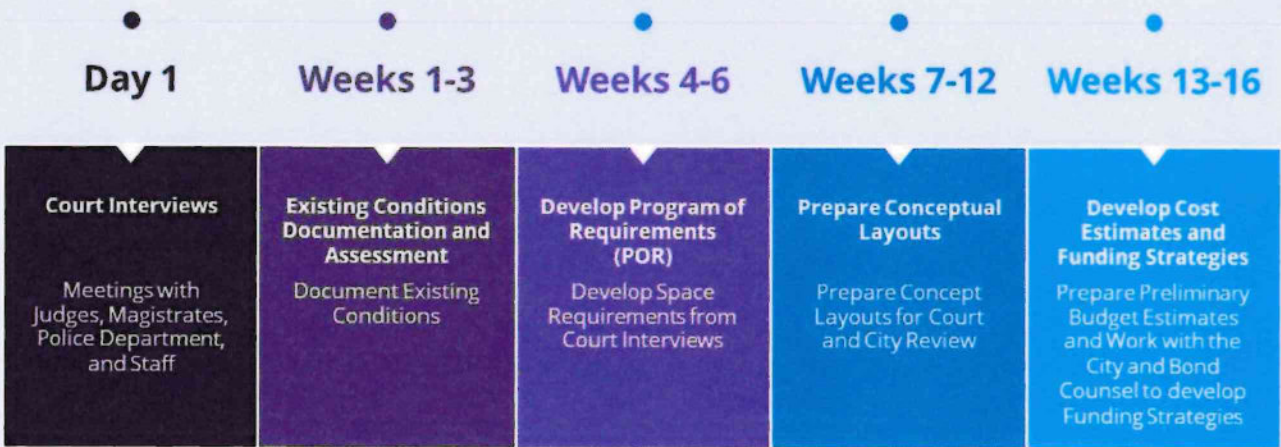 Day 1
Weeks 1-3
Weeks 4-6
Weeks 7-12
Weeks 13-16
Court Interviews
Meetings with
Judges, Magistrates,
Police Department,
and Staff
Existing Conditions
Documentation and
Assessment
Document Existing
Conditions
Develop Program of
Requirements
(POR)
Develop Space
Requirements from
Court Interviews
Prepare Conceptual
Layouts
Prepare Concept
Layouts for Court
and City Review
Develop Cost
Estimates and
Funding Strategies
Prepare Preliminary
Budget Estimates
and Work with the
City and Bond
Counsel to develop
Funding Strategies